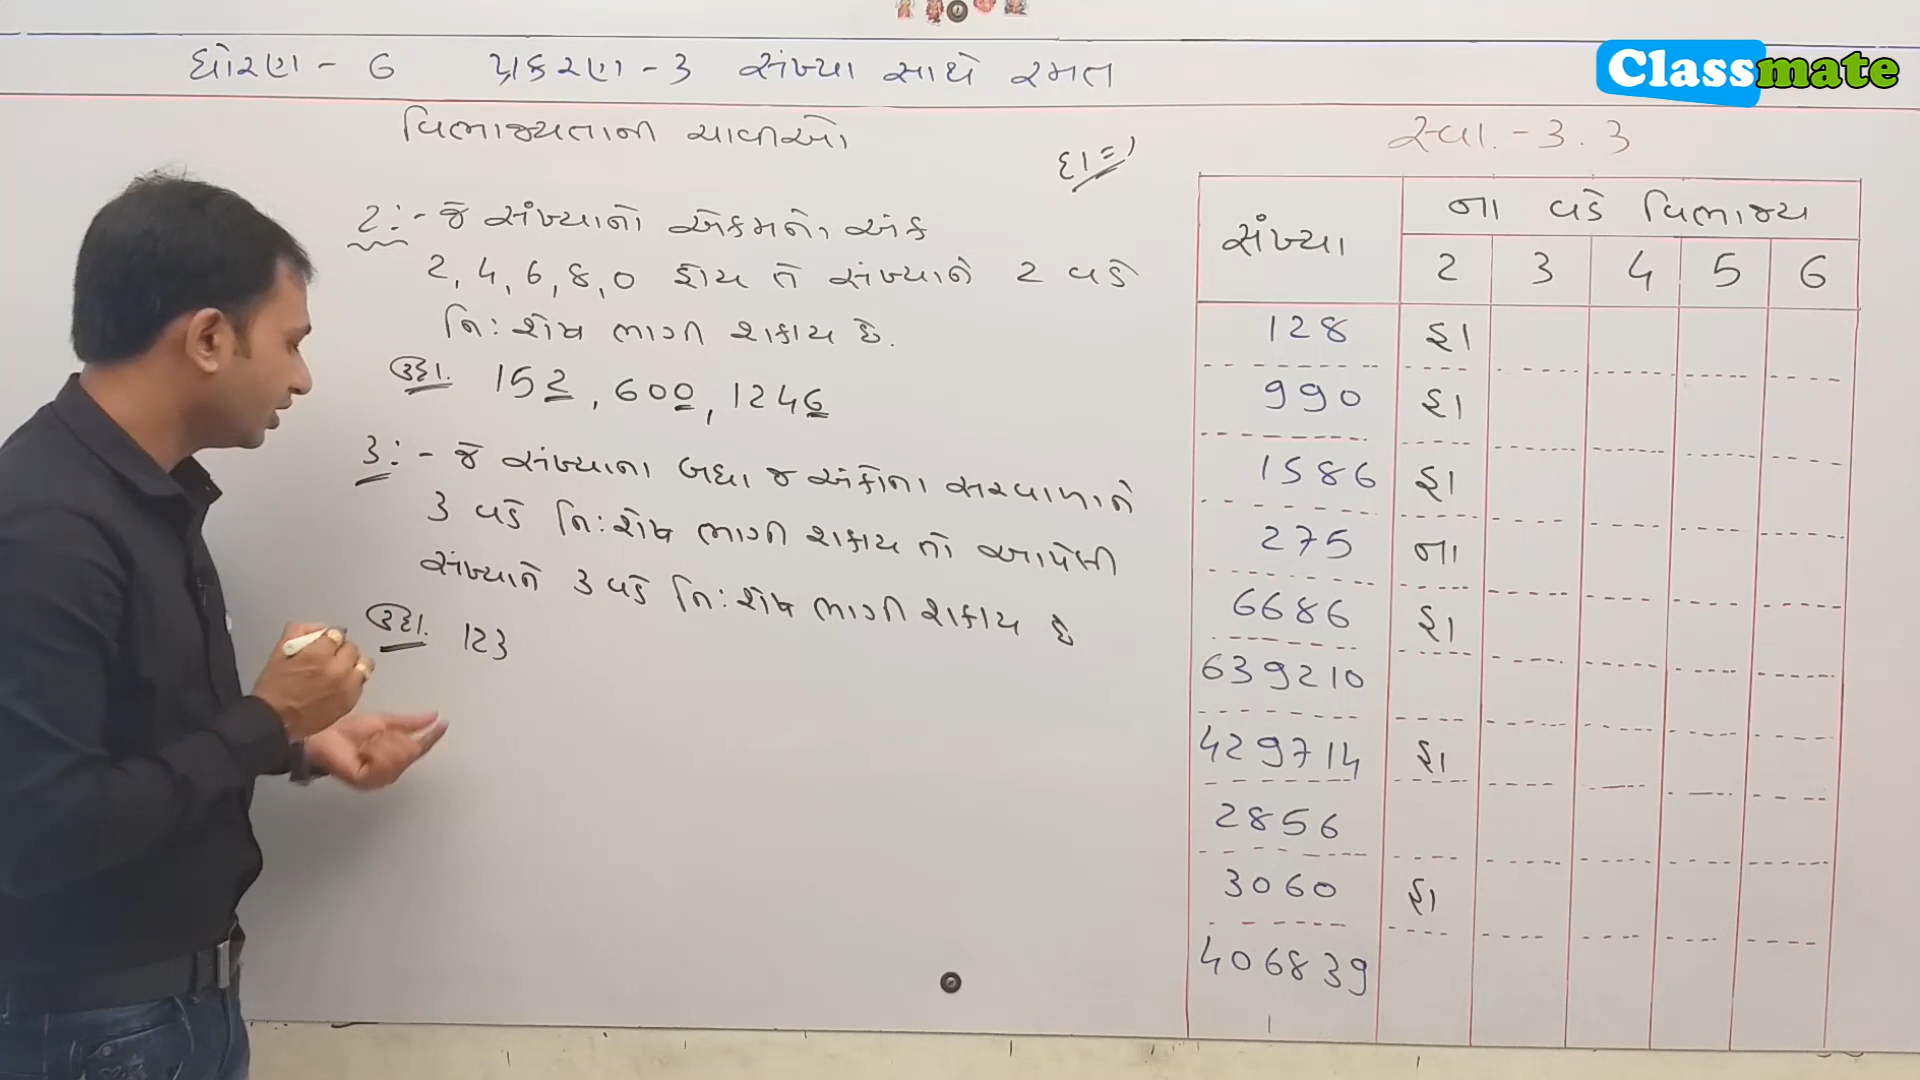 Classmate
ધોરણ - 6 પ્રકરણ - 3 સંખ્યા સાથે રમત
વિભાજ્યતાની ચાવીઓ
2 :- જે સંખ્યાનો એકમનો અંક
2, 4, 6, 8, 0 હોય તે સંખ્યાને 2 વડે
નિ:શેષ ભાગી શકાય છે.
ઉદા. 152, 600, 1246
3 :- જે સંખ્યાના બધા જ અંકોના સરવાળાને
3 વડે નિ:શેષ ભાગી શકાય તો આપેલી
સંખ્યાને 3 વડે નિ:શેષ ભાગી શકાય છે
ઉદા. 123
સ્વા. - 3.3
સંખ્યા ના વડે વિભાજ્ય
2 3 4 5 6
128 હા
990 હા
1586 હા
275 ના
6686 હા
639210
429714 હા
2856
3060 હા
406839